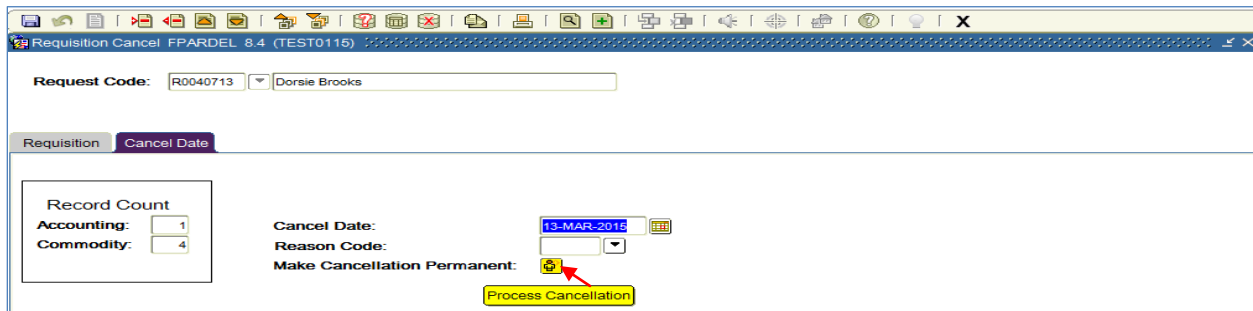 Requisition Cancel FPARDEL 8.4 (TEST0115)
Request Code: R0040713 Dorsie Brooks
Requisition Cancel Date
Record Count
Accounting: 1
Commodity: 4
Cancel Date: 13-MAR-2015
Reason Code:
Make Cancellation Permanent:
Process Cancellation